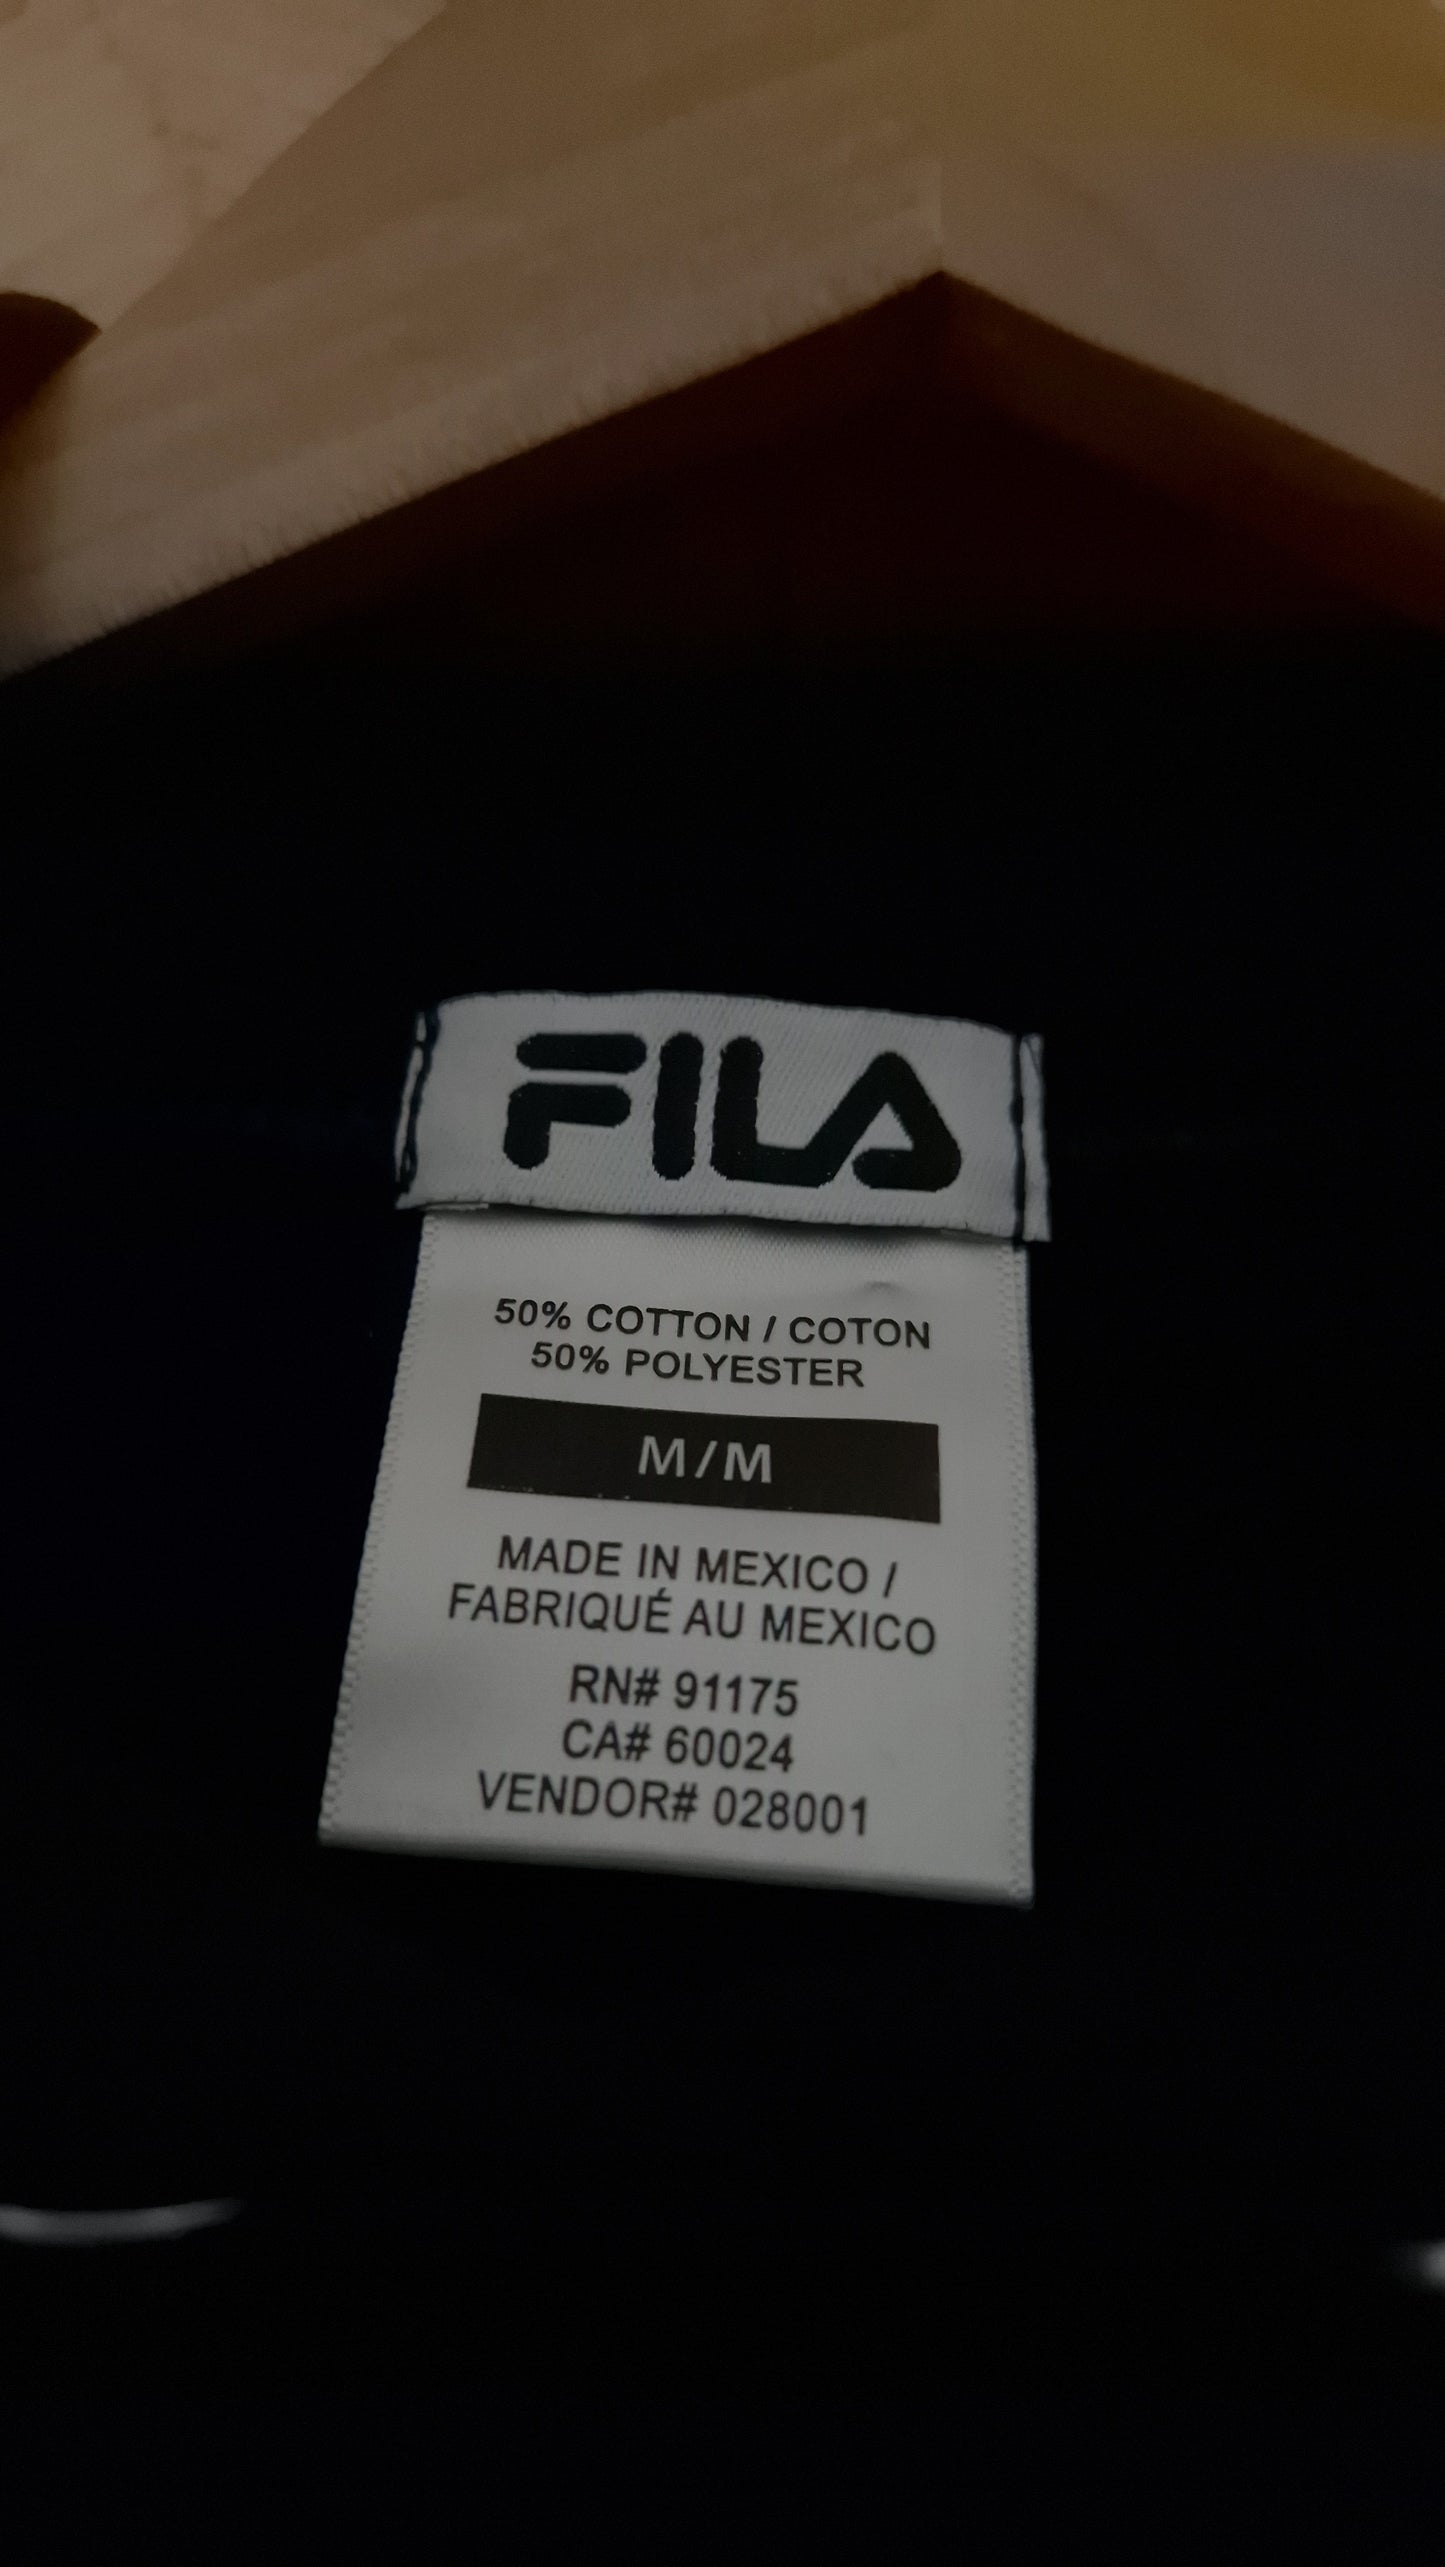 FILA
50% COTTON / COTON
50% POLYESTER
M/M
MADE IN MEXICO /
FABRIQUÉ AU MEXICO
RN# 91175
CA# 60024
VENDOR# 028001